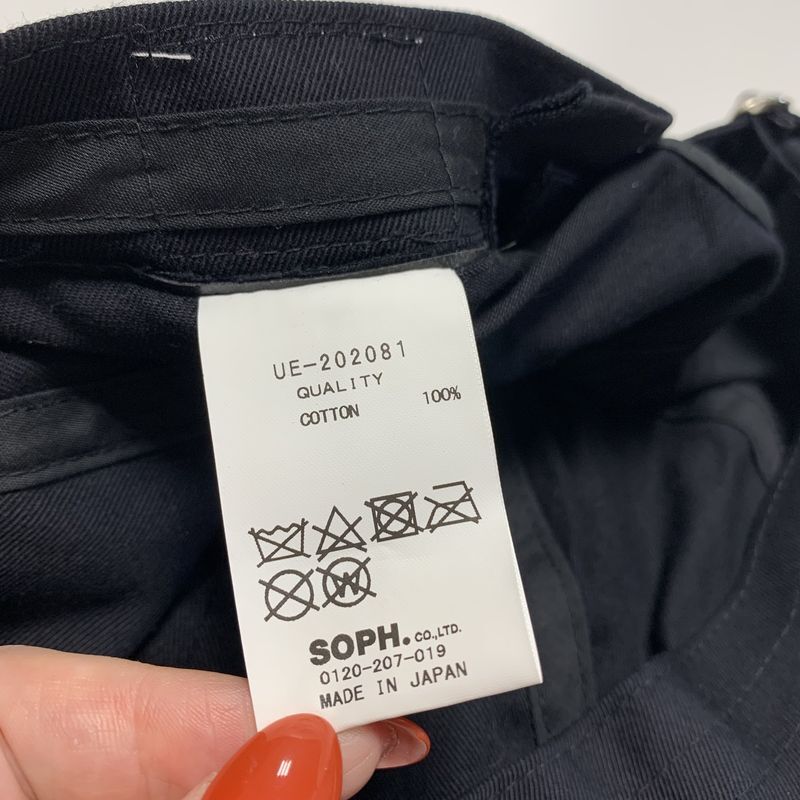 UE-202081
QUALITY
COTTON 100%
W
SOPH. CO.,LTD.
0120-207-019
MADE IN JAPAN